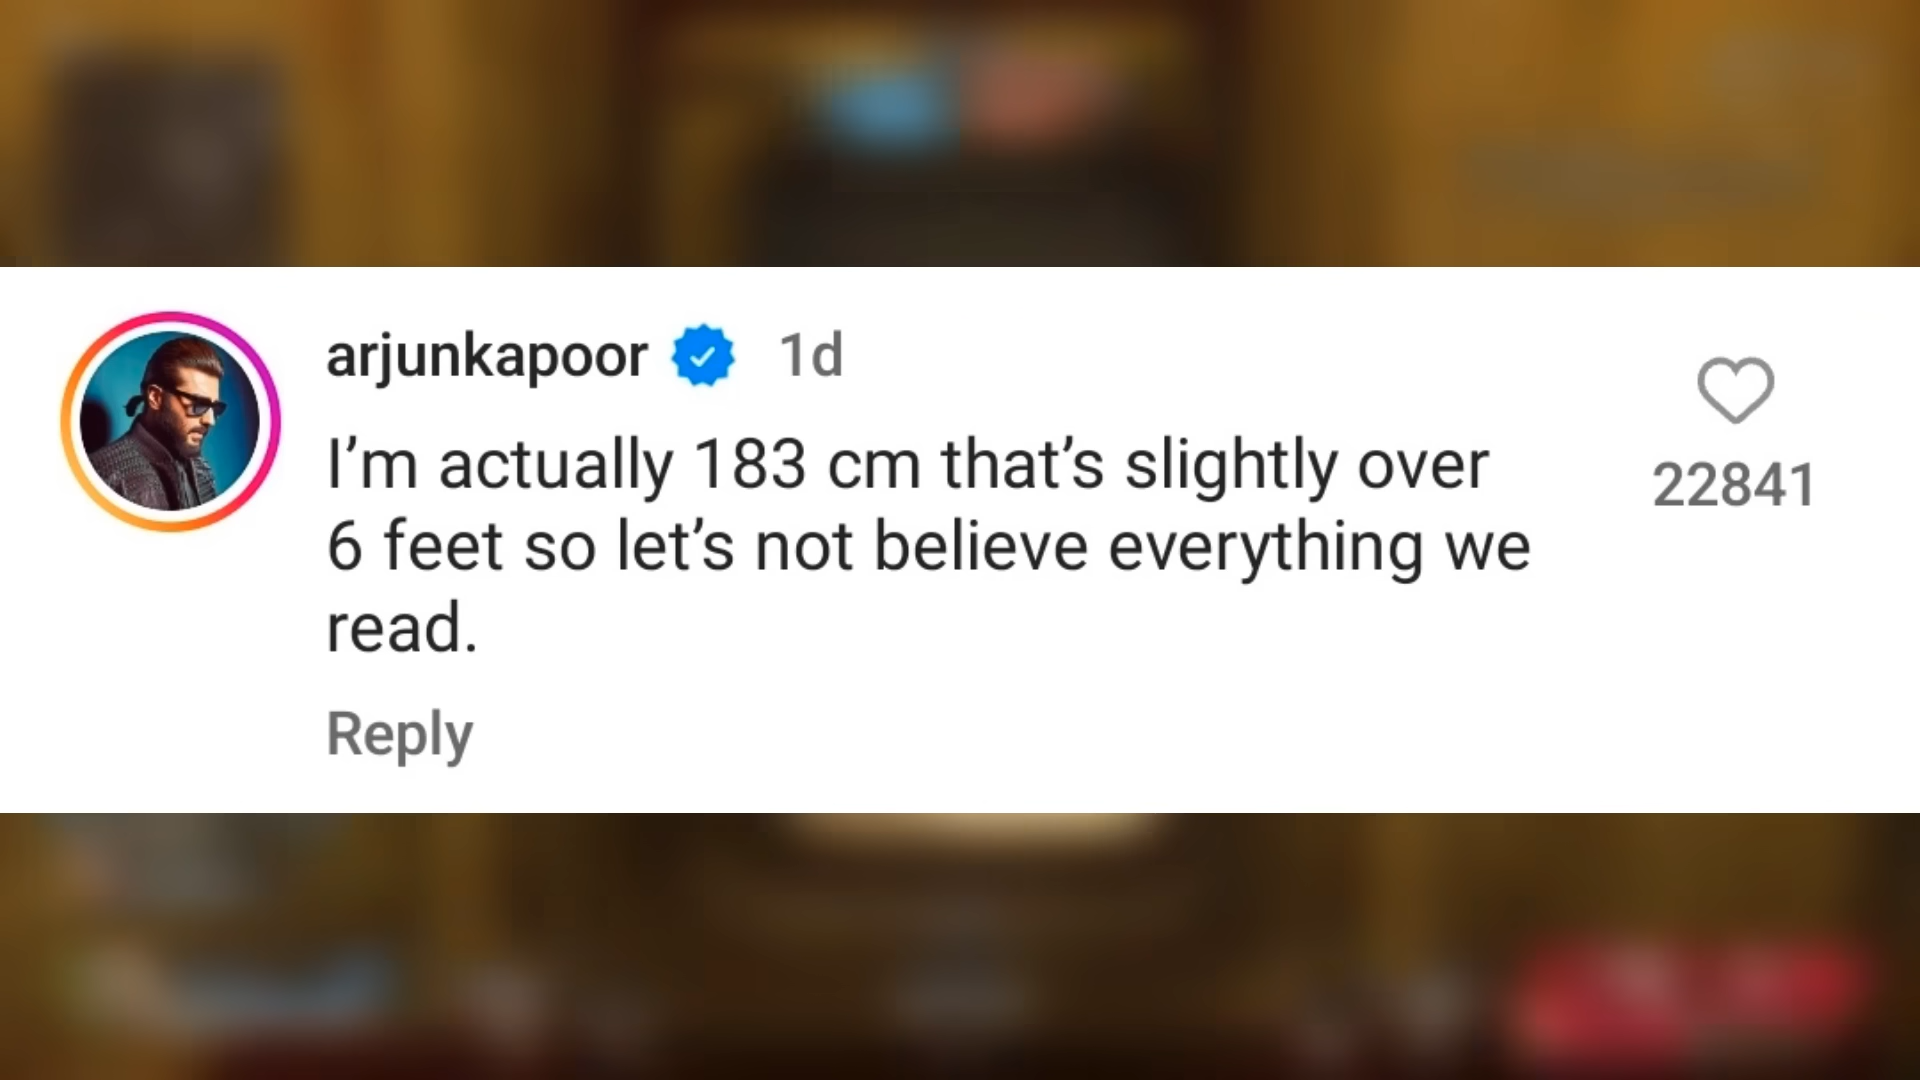 arjunkapoor 1d
I’m actually 183 cm that’s slightly over
6 feet so let’s not believe everything we
read.
22841
Reply